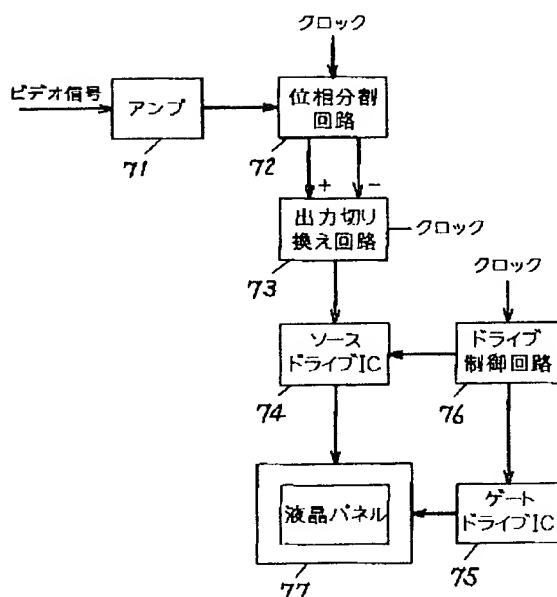 クロック
ビデオ信号
アンプ
71
位相分割
回路
72
+
-
出力切り
換え回路
73
クロック
クロック
ソース
ドライブIC
74
ドライブ
制御回路
76
液晶パネル
77
ゲート
ドライブIC
75